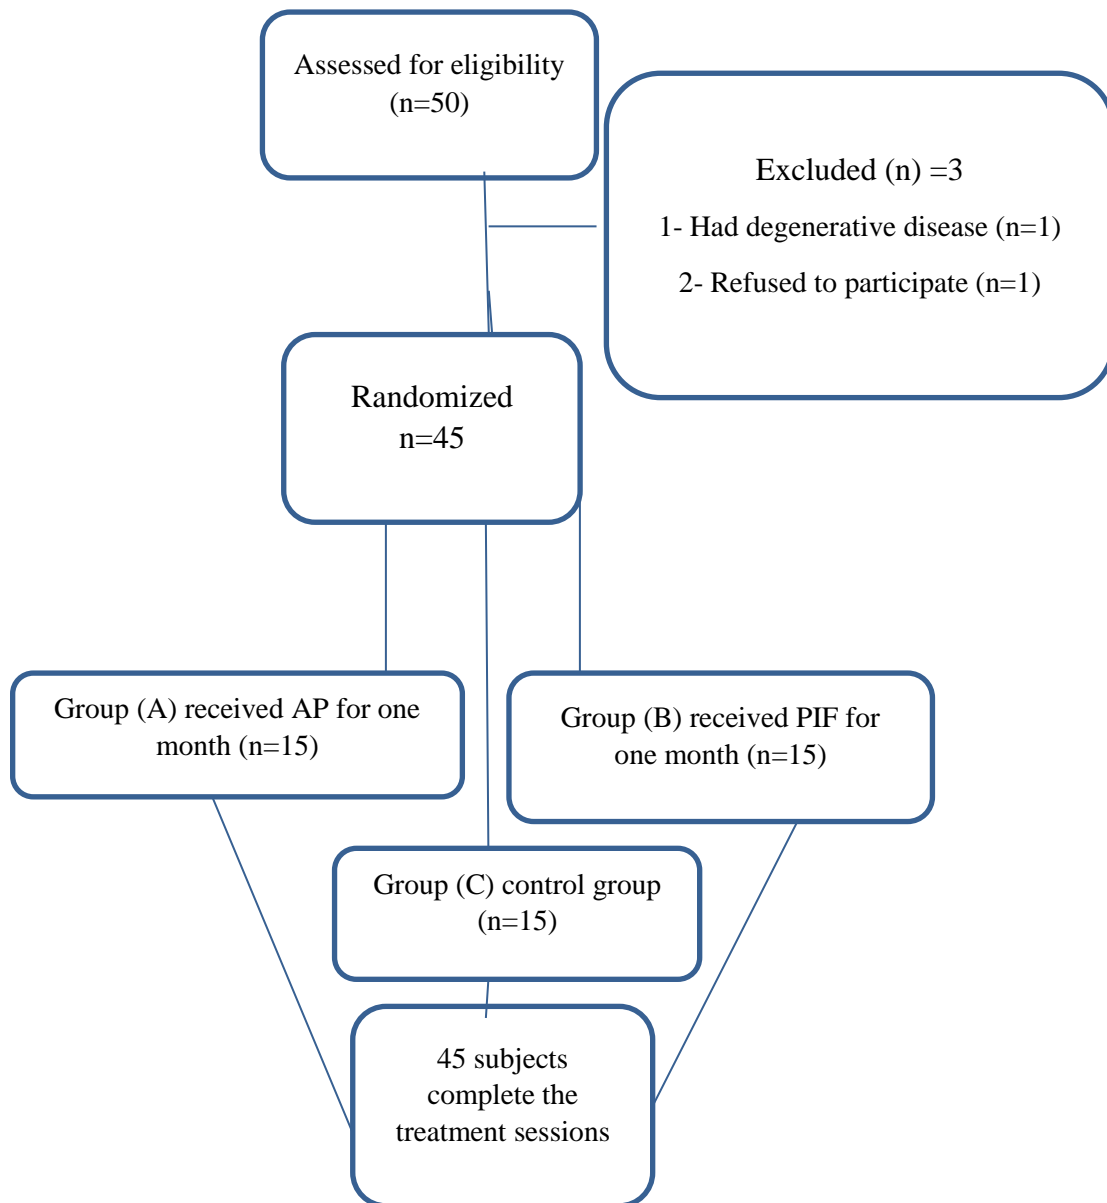 Assessed for eligibility
(n=50)
Excluded (n) =3
1- Had degenerative disease (n=1)
2- Refused to participate (n=1)
Randomized
n=45
Group (A) received AP for one
month (n=15)
Group (B) received PIF for
one month (n=15)
Group (C) control group
(n=15)
45 subjects
complete the
treatment sessions